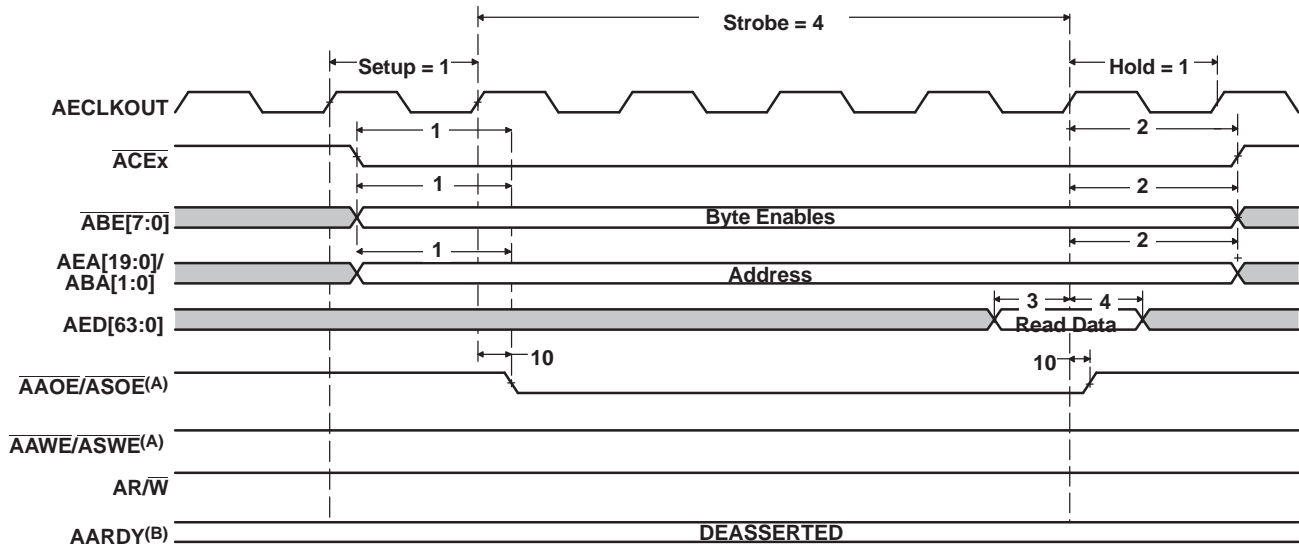 Strobe = 4
Setup = 1
Hold = 1
AECLKOUT
1
2
ACEx
1
2
ABE[7:0]
Byte Enables
1
2
AEA[19:0]/
ABA[1:0]
Address
3
4
AED[63:0]
Read Data
10
10
AAOE/ASOE(A)
AAWE/ASWE(A)
AR/W
AARDY(B)
DEASSERTED